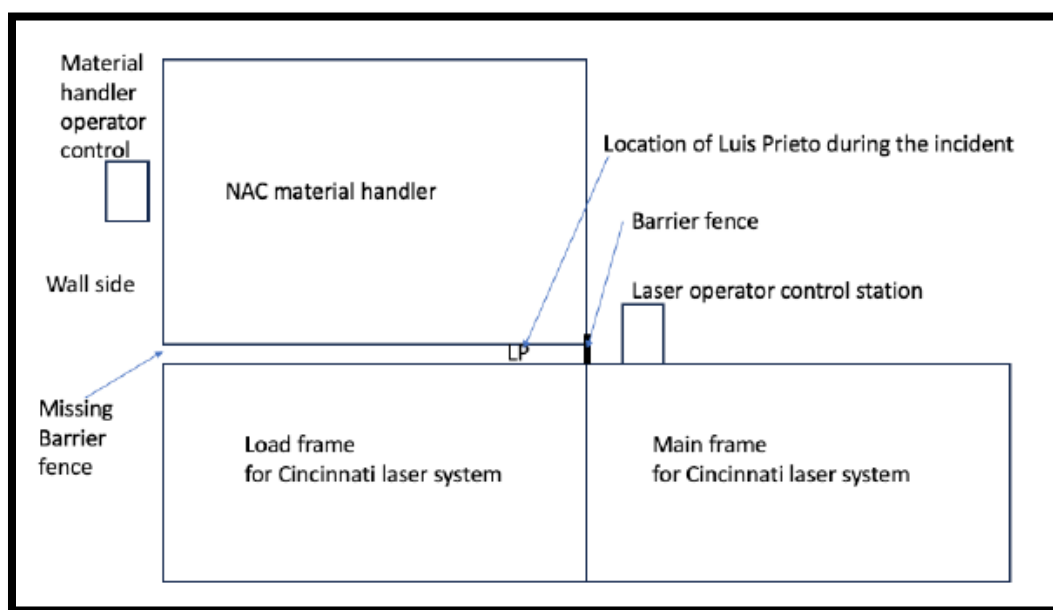 Material
handler
operator
control
Location of Luis Prieto during the incident
NAC material handler
Barrier fence
Wall side
Laser operator control station
LP
Missing
Barrier
fence
Load frame
for Cincinnati laser system
Main frame
for Cincinnati laser system